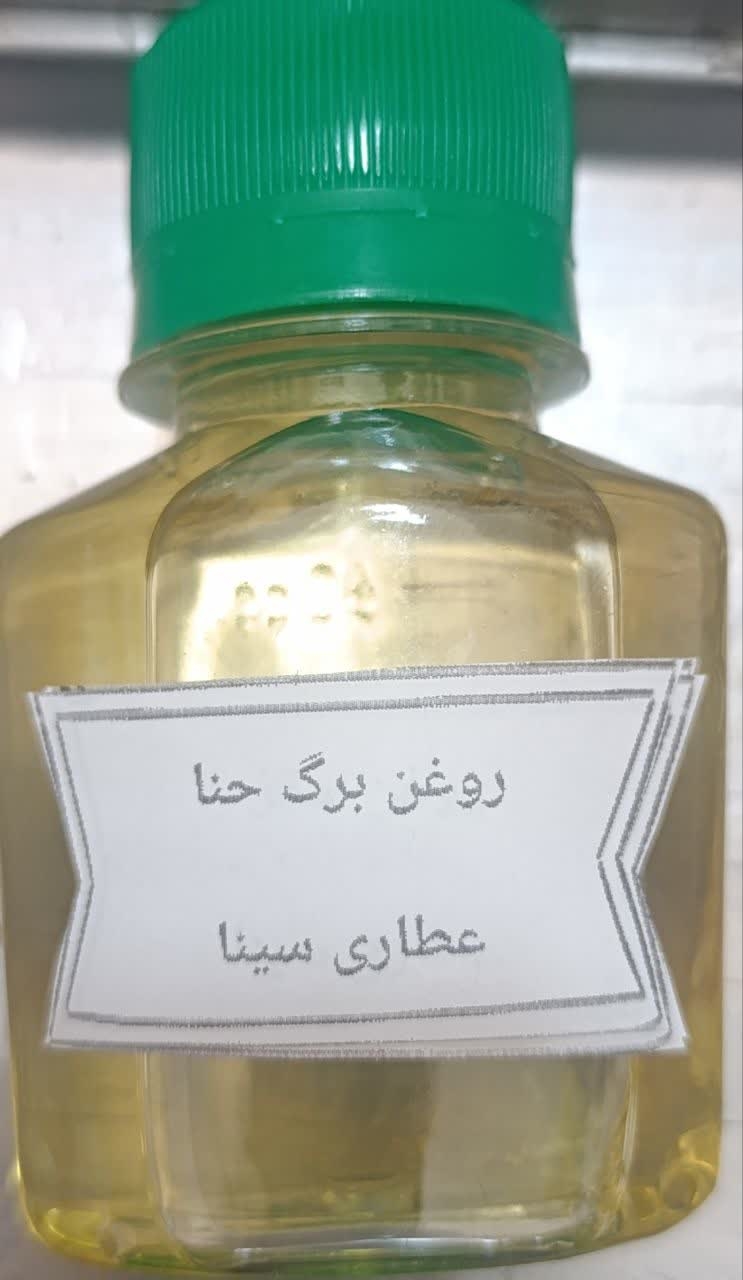 روغن برگ حنا
عطاری سینا